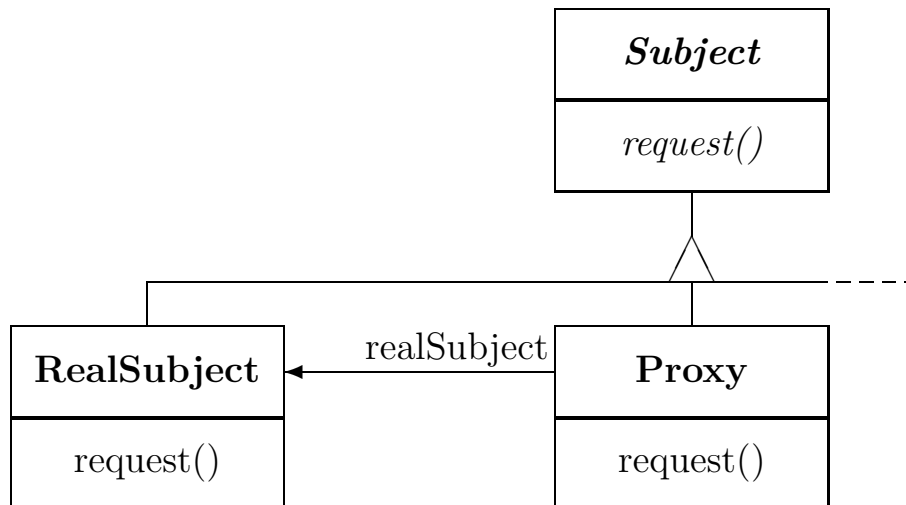 Subject
request()
realSubject
RealSubject
Proxy
request()
request()